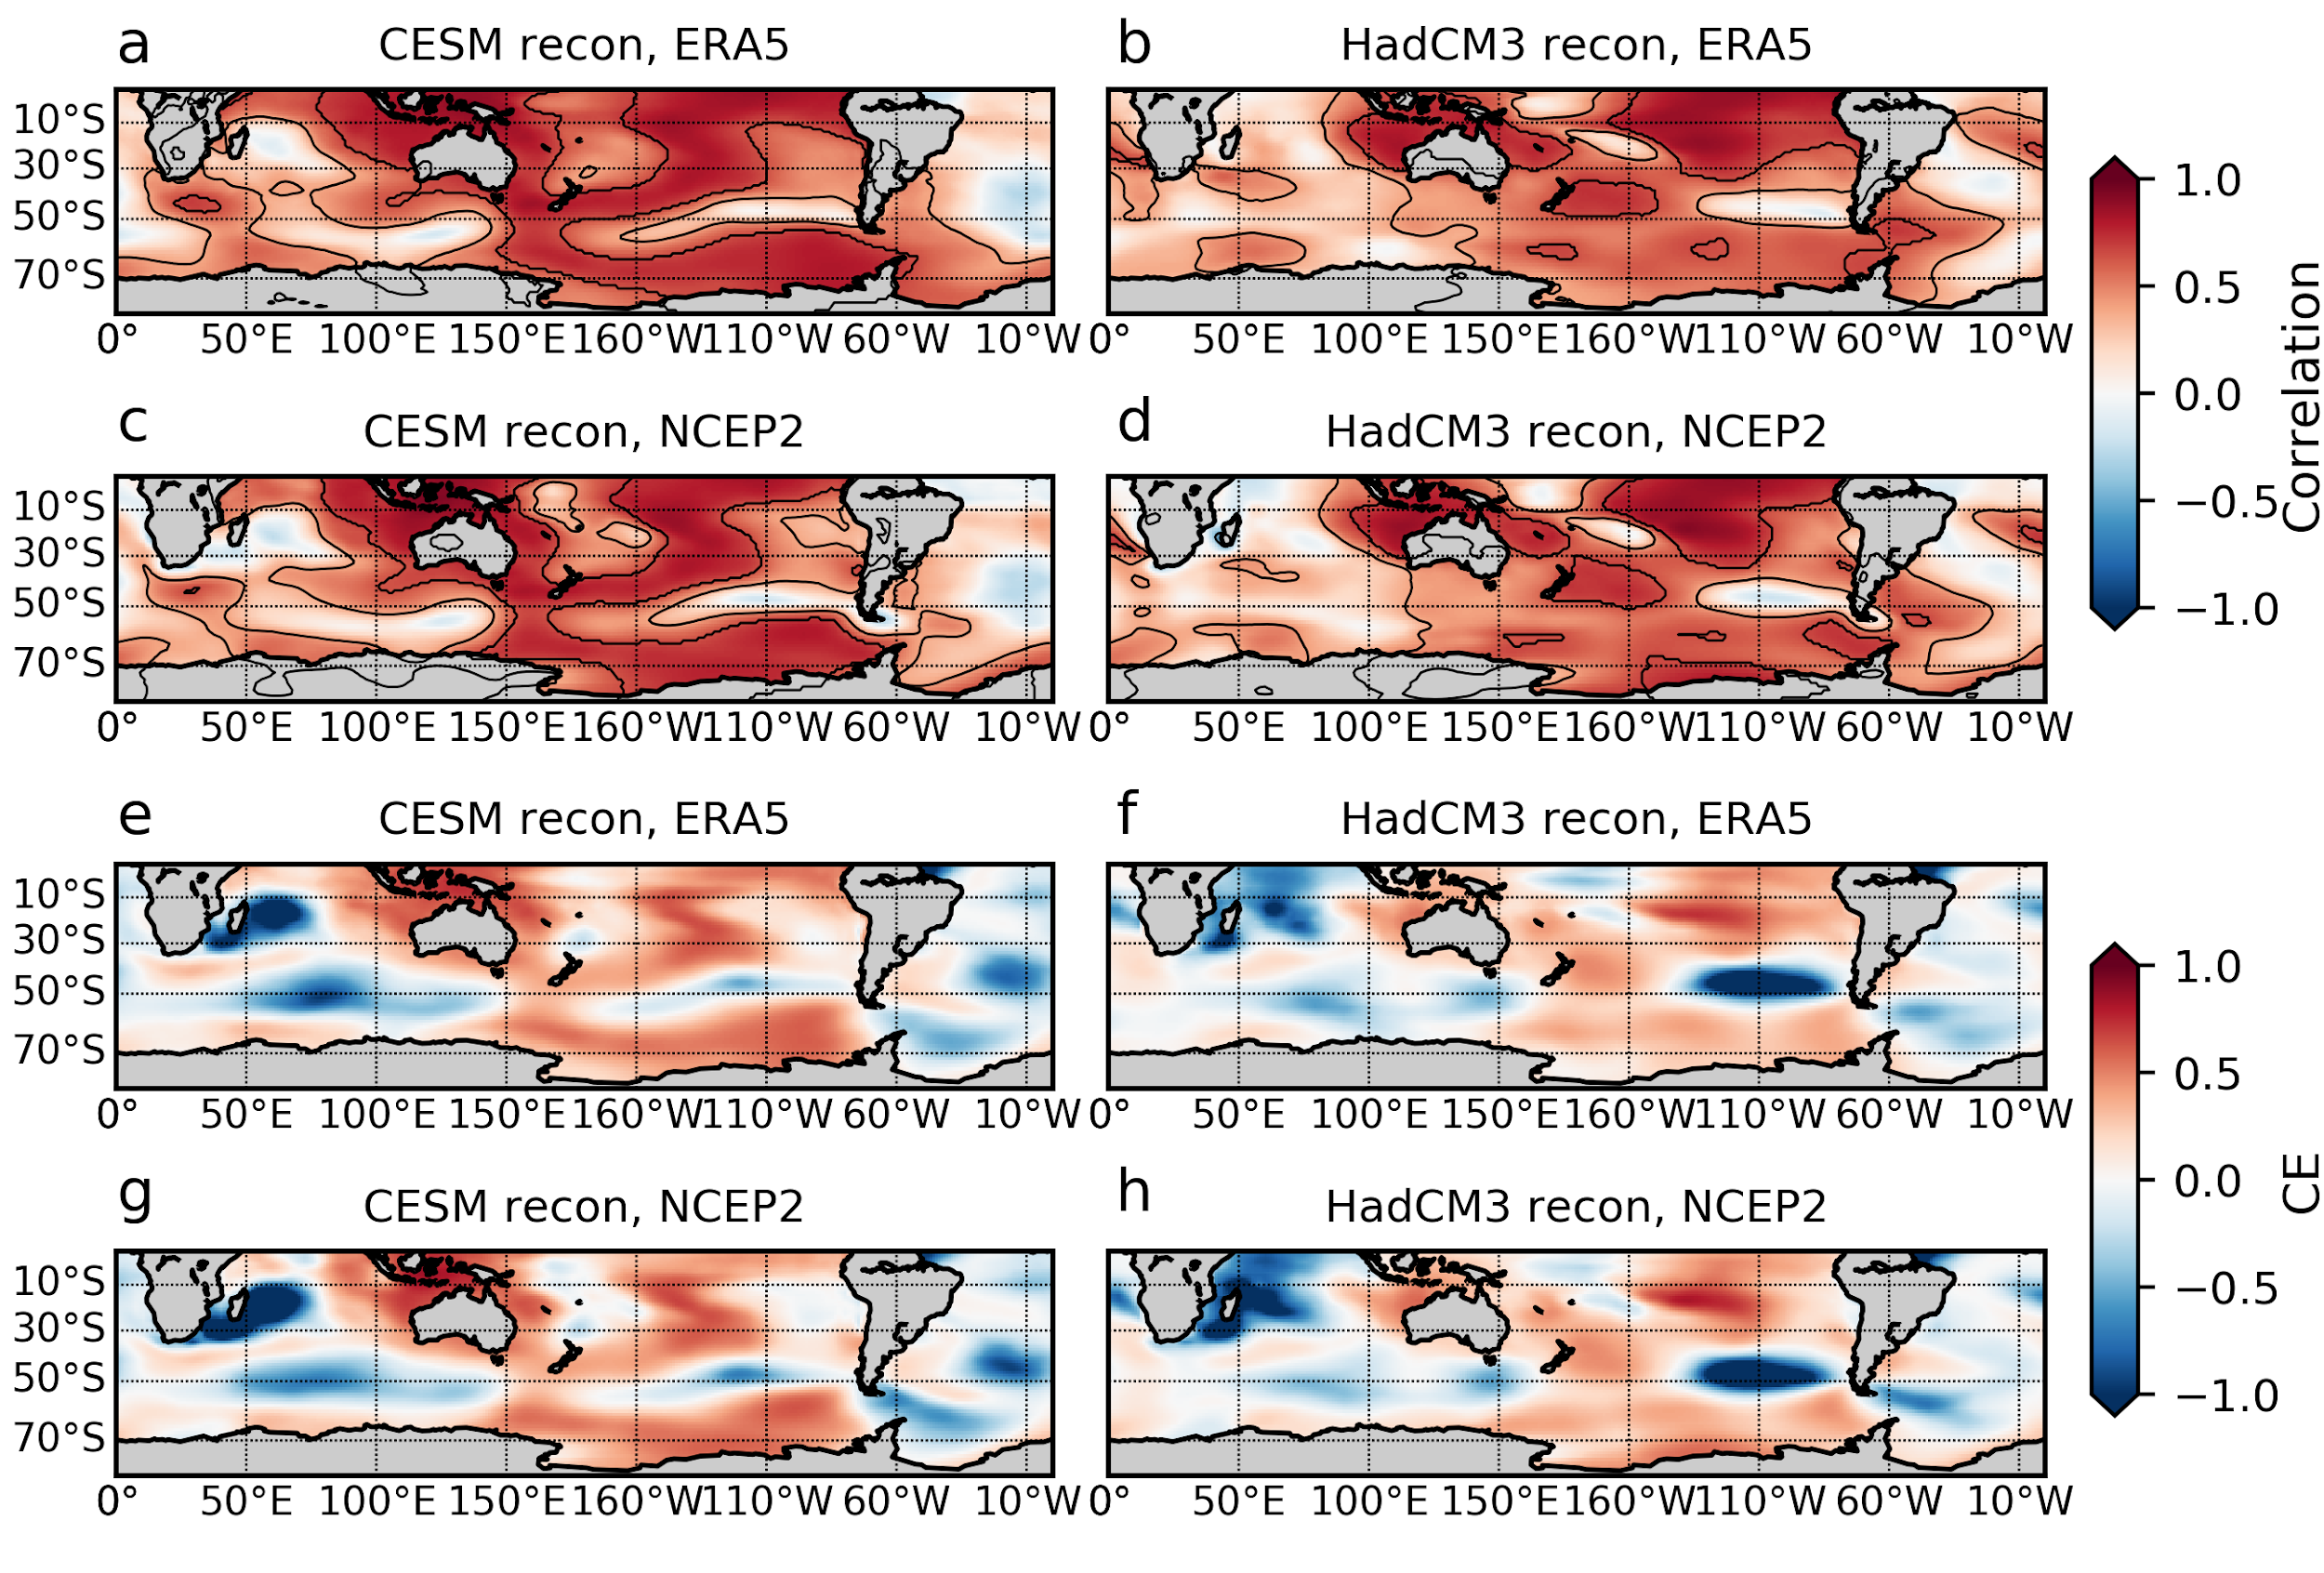 a CESM recon, ERA5
b HadCM3 recon, ERA5
10°S
30°S
50°S
70°S
0° 50°E 100°E 150°E 160°W 110°W 60°W 10°W
0° 50°E 100°E 150°E 160°W 110°W 60°W 10°W
c CESM recon, NCEP2
d HadCM3 recon, NCEP2
10°S
30°S
50°S
70°S
0° 50°E 100°E 150°E 160°W 110°W 60°W 10°W
0° 50°E 100°E 150°E 160°W 110°W 60°W 10°W
1.0
0.5
0.0
−0.5
−1.0
Correlation
e CESM recon, ERA5
f HadCM3 recon, ERA5
10°S
30°S
50°S
70°S
0° 50°E 100°E 150°E 160°W 110°W 60°W 10°W
0° 50°E 100°E 150°E 160°W 110°W 60°W 10°W
g CESM recon, NCEP2
h HadCM3 recon, NCEP2
10°S
30°S
50°S
70°S
0° 50°E 100°E 150°E 160°W 110°W 60°W 10°W
0° 50°E 100°E 150°E 160°W 110°W 60°W 10°W
1.0
0.5
0.0
−0.5
−1.0
CE